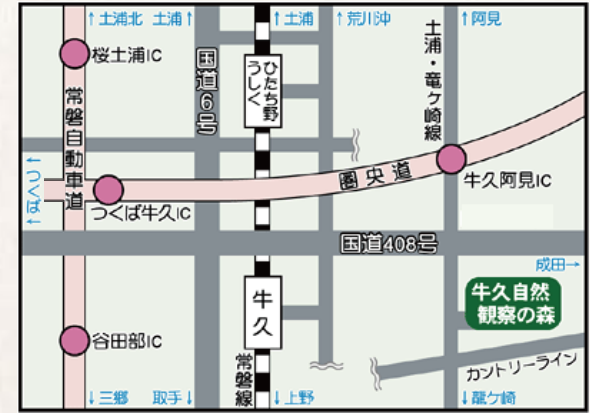 ↑土浦北
土浦↑
↑土浦
↑荒川沖
↑阿見
桜土浦IC
国道6号
ひたち野
うしく
土浦・竜ヶ崎線
常磐自動車道
←つくば→
つくば牛久IC
圏央道
牛久阿見IC
国道408号
成田→
牛久
牛久自然
観察の森
谷田部IC
常磐線
カントリーライン
↓三郷
取手↓
↓上野
↓龍ケ崎